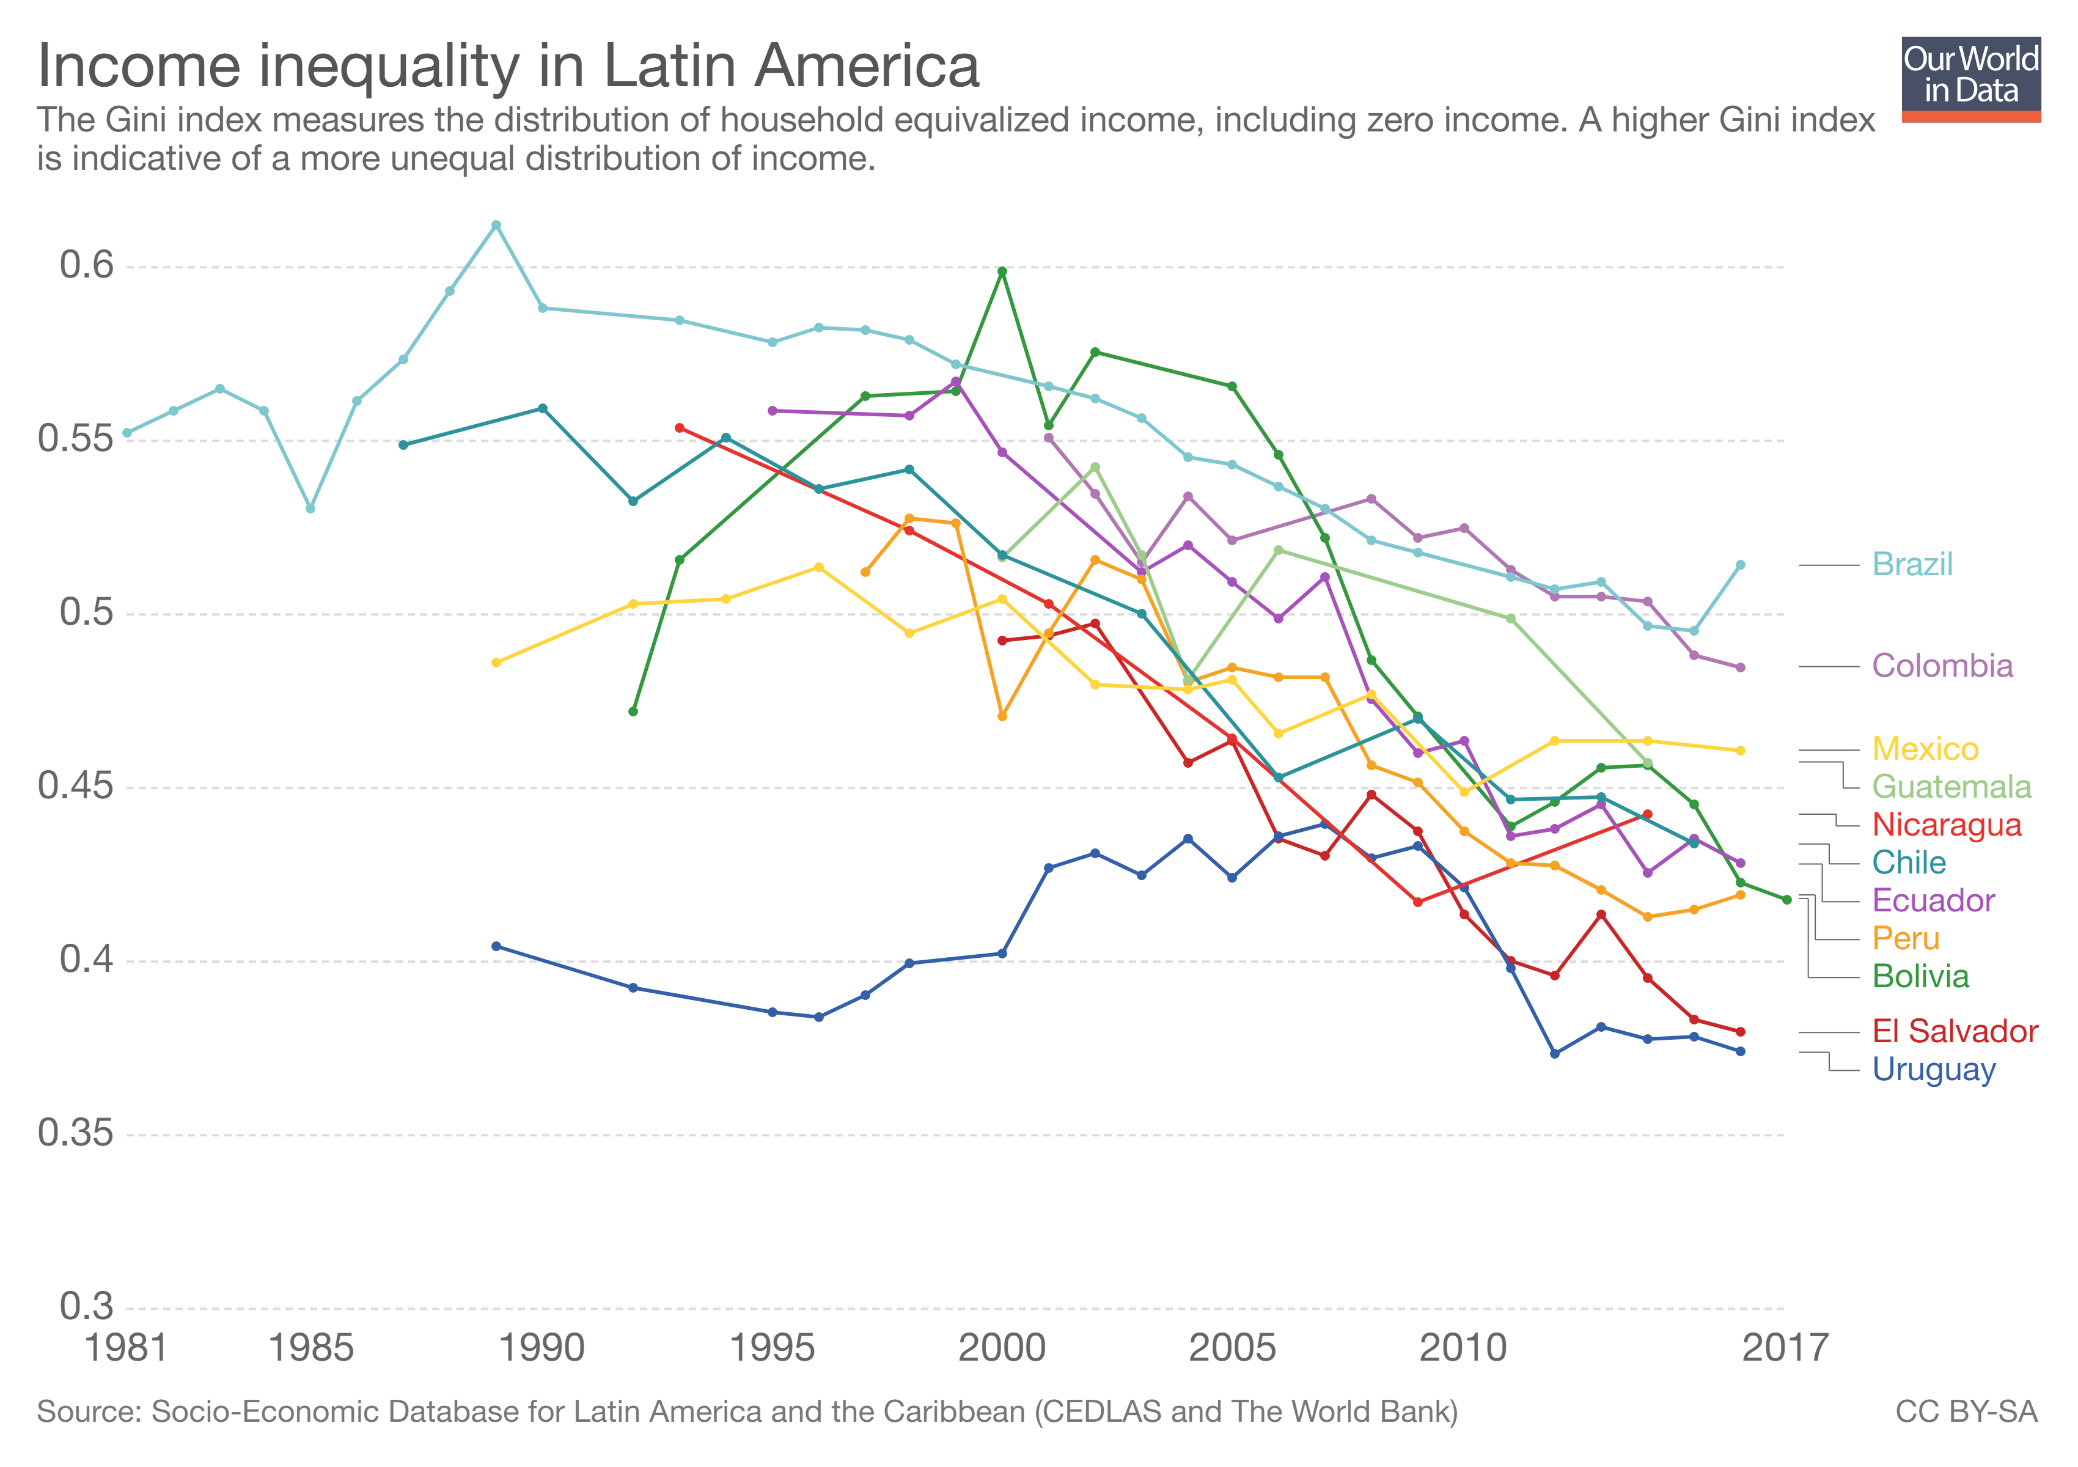 Income inequality in Latin America
Our World
in Data
The Gini index measures the distribution of household equivalized income, including zero income. A higher Gini index
is indicative of a more unequal distribution of income.
0.6
0.55
0.5
0.45
0.4
0.35
0.3
Brazil
Colombia
Mexico
Guatemala
Nicaragua
Chile
Ecuador
Peru
Bolivia
El Salvador
Uruguay
1981 1985 1990 1995 2000 2005 2010 2017
Source: Socio-Economic Database for Latin America and the Caribbean (CEDLAS and The World Bank)
CC BY-SA